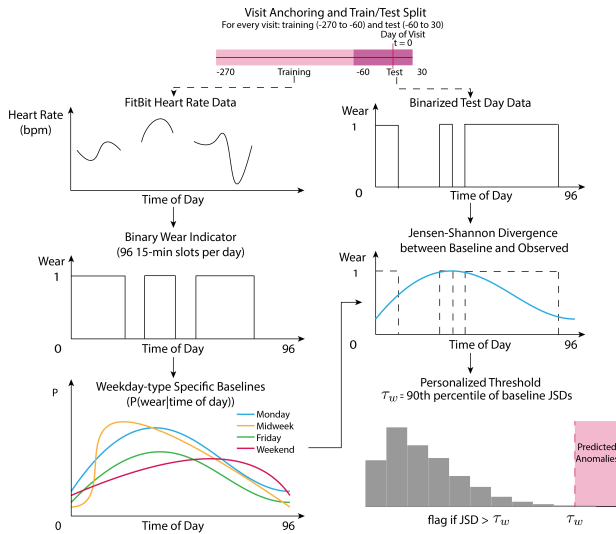 Visit Anchoring and Train/Test Split
For every visit: training (-270 to -60) and test (-60 to 30)
Day of Visit
t = 0
-270
Training
-60
Test
30
FitBit Heart Rate Data
Heart Rate
(bpm)
Time of Day
Binary Wear Indicator
(96 15-min slots per day)
Wear
1
0
Time of Day
96
Weekday-type Specific Baselines
(P(wear|time of day))
P
Monday
Midweek
Friday
Weekend
0
Time of Day
96
Binarized Test Day Data
Wear
1
0
Time of Day
96
Jensen-Shannon Divergence
between Baseline and Observed
Wear
1
0
Time of Day
96
Personalized Threshold
τw = 90th percentile of baseline JSDs
Predicted
Anomalies
flag if JSD > τw
τw